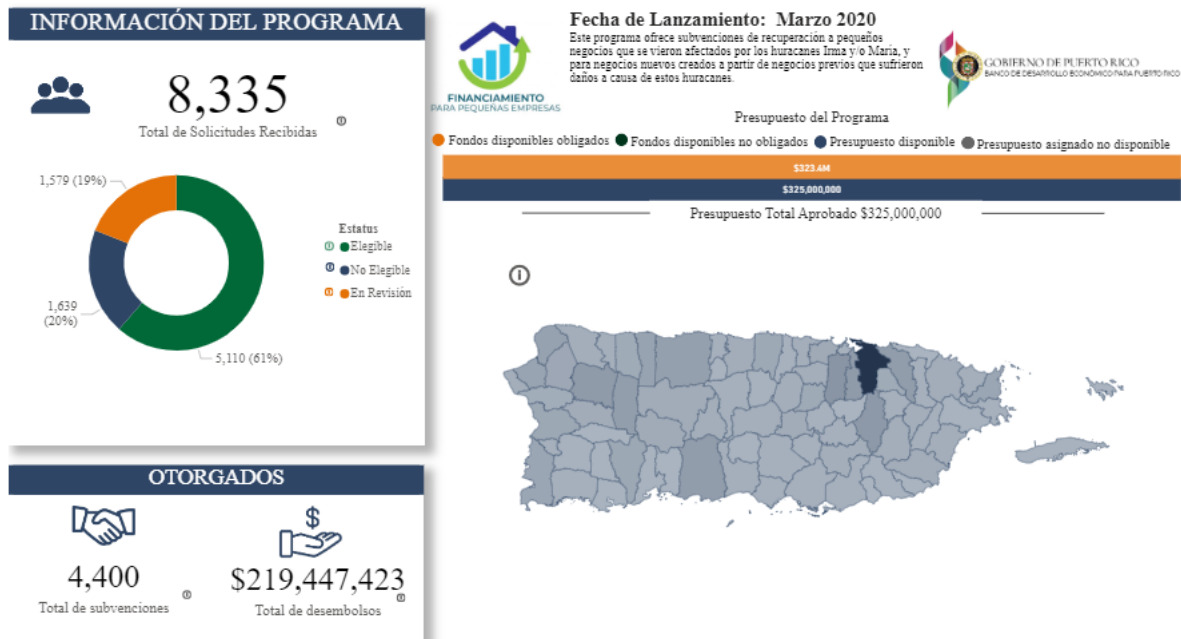 INFORMACIÓN DEL PROGRAMA
8,335
Total de Solicitudes Recibidas
1,579 (19%)
1,639
(20%)
5,110 (61%)
Estatus
Elegible
No Elegible
En Revisión
OTORGADOS
4,400
Total de subvenciones
$
$219,447,423
Total de desembolsos
FINANCIAMIENTO
PARA PEQUEÑAS EMPRESAS
Fecha de Lanzamiento: Marzo 2020
Este programa ofrece subvenciones de recuperación a pequeños
negocios que se vieron afectados por los huracanes Irma y/o Maria, y
para negocios nuevos creados a partir de negocios previos que sufrieron
daños a causa de estos huracanes.
GOBIERNO DE PUERTO RICO
BANCO DE DESARROLLO ECONÓMICO PARA PUERTO RICO
Presupuesto del Programa
Fondos disponibles obligados Fondos disponibles no obligados Presupuesto disponible Presupuesto asignado no disponible
$323.4M
$325,000,000
Presupuesto Total Aprobado $325,000,000